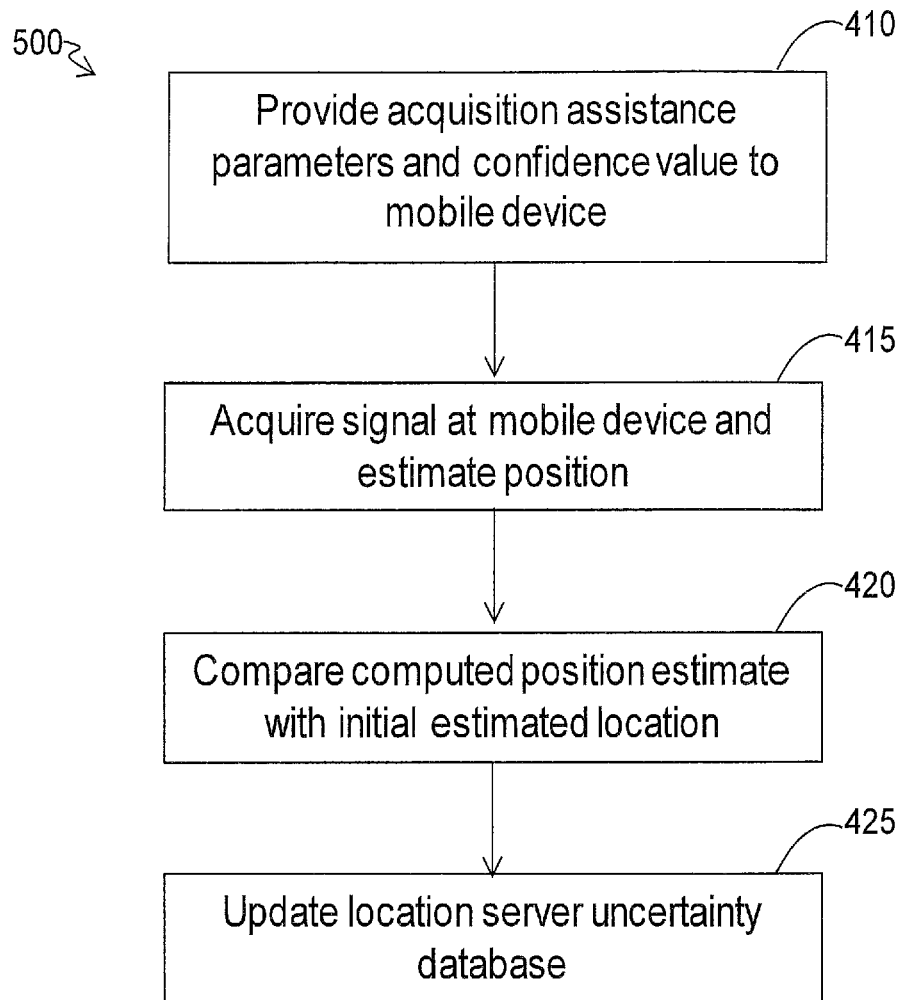 500
410
Provide acquisition assistance
parameters and confidence value to
mobile device
415
Acquire signal at mobile device and
estimate position
420
Compare computed position estimate
with initial estimated location
425
Update location server uncertainty
database